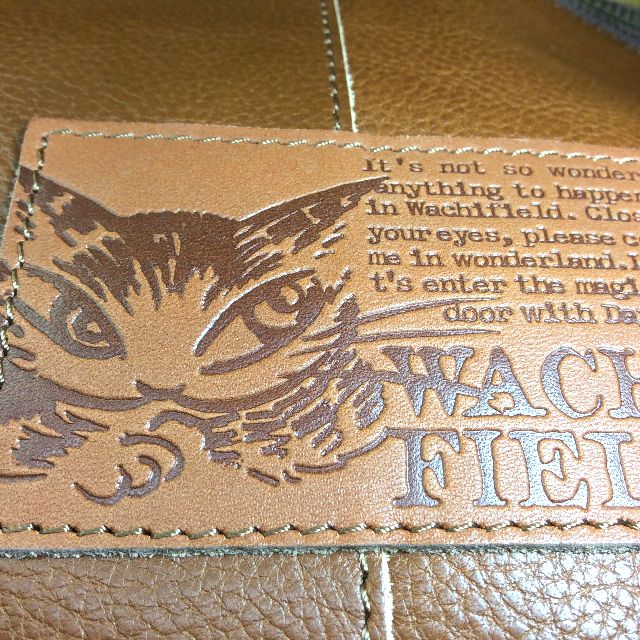 It's not so wonder
anything to happen
in Wachifield. Clo
your eyes, please c
me in wonderland.
t's enter the magi
door with Da
WACH
FIEL